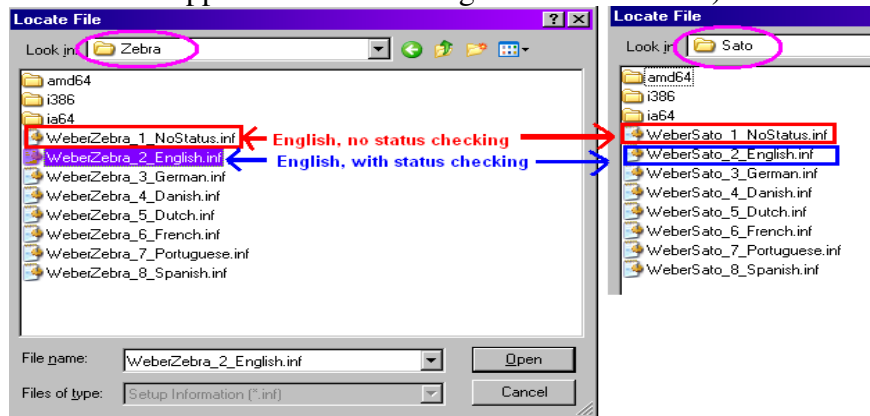 Locate File
Look in: Zebra
amd64
i386
ia64
WeberZebra_1_NoStatus.inf
WeberZebra_2_English.inf
WeberZebra_3_German.inf
WeberZebra_4_Danish.inf
WeberZebra_5_Dutch.inf
WeberZebra_6_French.inf
WeberZebra_7_Portuguese.inf
WeberZebra_8_Spanish.inf
File name: WeberZebra_2_English.inf Open
Files of type: Setup Information (*.inf) Cancel
English, no status checking
English, with status checking
Locate File
Look in Sato
amd64
i386
ia64
WeberSato_1_NoStatus.inf
WeberSato_2_English.inf
WeberSato_3_German.inf
WeberSato_4_Danish.inf
WeberSato_5_Dutch.inf
WeberSato_6_French.inf
WeberSato_7_Portuguese.inf
WeberSato_8_Spanish.inf